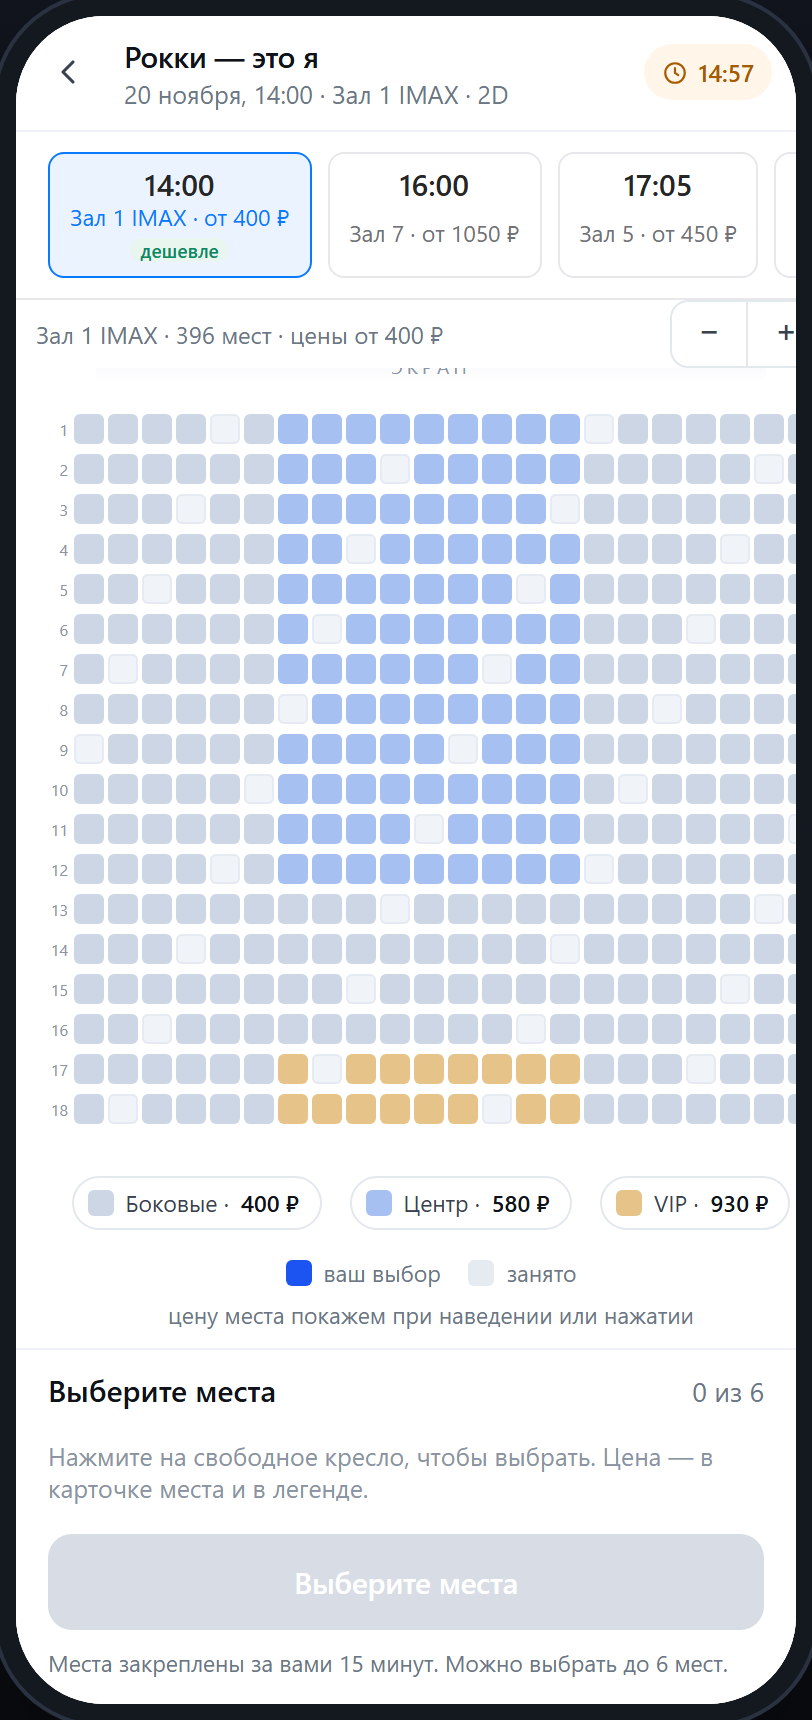 Рокки — это я
20 ноября, 14:00 · Зал 1 IMAX · 2D
14:57
14:00
Зал 1 IMAX · от 400 ₽
дешевле
16:00
Зал 7 · от 1050 ₽
17:05
Зал 5 · от 450 ₽
Зал 1 IMAX · 396 мест · цены от 400 ₽
− +
ЭКРАН
1
2
3
4
5
6
7
8
9
10
11
12
13
14
15
16
17
18
Боковые · 400 ₽
Центр · 580 ₽
VIP · 930 ₽
ваш выбор
занято
цену места покажем при наведении или нажатии
Выберите места
0 из 6
Нажмите на свободное кресло, чтобы выбрать. Цена — в
карточке места и в легенде.
Выберите места
Места закреплены за вами 15 минут. Можно выбрать до 6 мест.